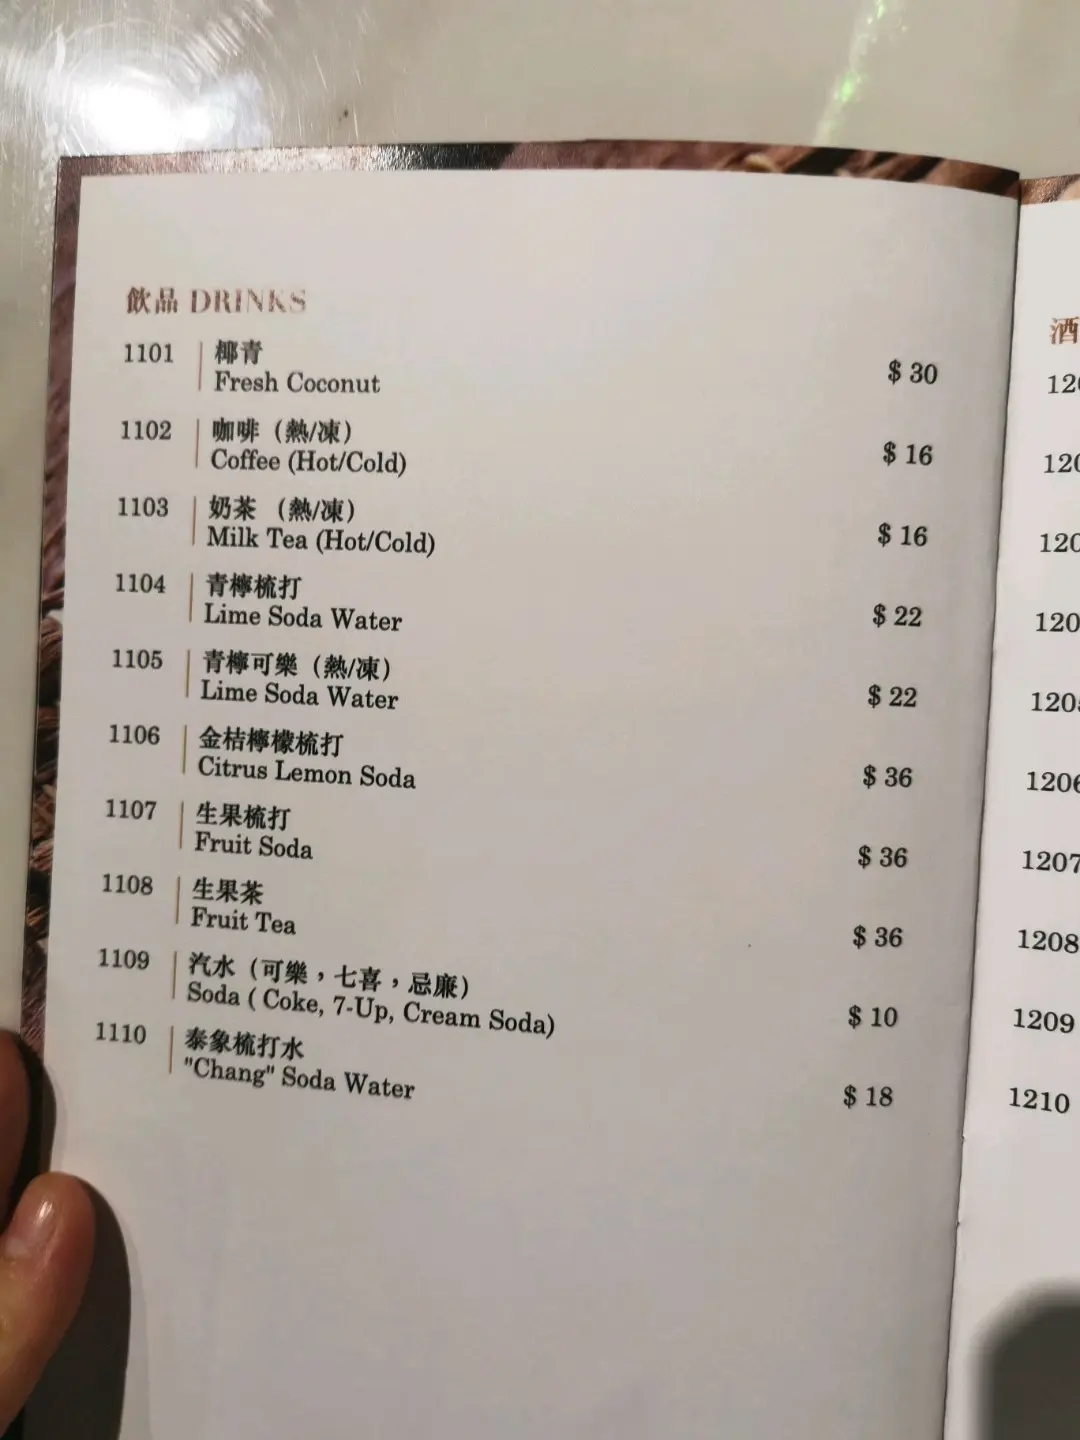 飲品 DRINKS
1101 椰青
Fresh Coconut
$ 30
1102 咖啡（熱/凍）
Coffee (Hot/Cold)
$ 16
1103 奶茶 （熱/凍）
Milk Tea (Hot/Cold)
$ 16
1104 青檸梳打
Lime Soda Water
$ 22
1105 青檸可樂（熱/凍）
Lime Soda Water
$ 22
1106 金桔檸檬梳打
Citrus Lemon Soda
$ 36
1107 生果梳打
Fruit Soda
$ 36
1108 生果茶
Fruit Tea
$ 36
1109 汽水（可樂，七喜，忌廉）
Soda ( Coke, 7-Up, Cream Soda)
$ 10
1110 泰象梳打水
"Chang" Soda Water
$ 18
酒
1206
1207
1208
1209
1210